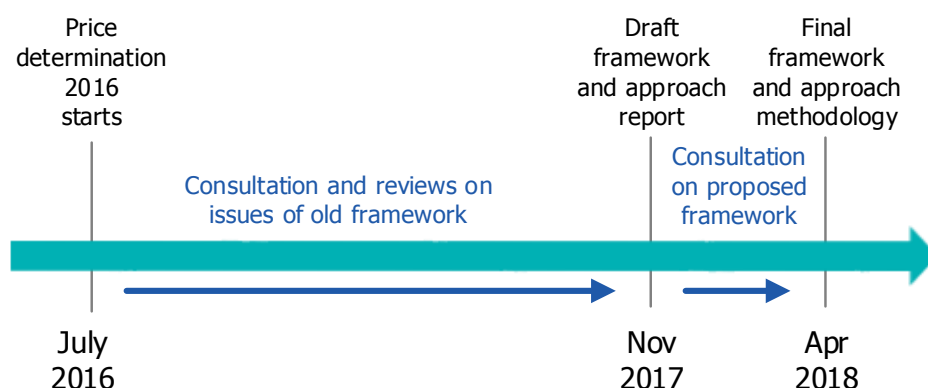 Price
determination
2016
starts
Draft
framework
and approach
report
Final
framework
and approach
methodology
Consultation and reviews on
issues of old framework
Consultation
on proposed
framework
July
2016
Nov
2017
Apr
2018